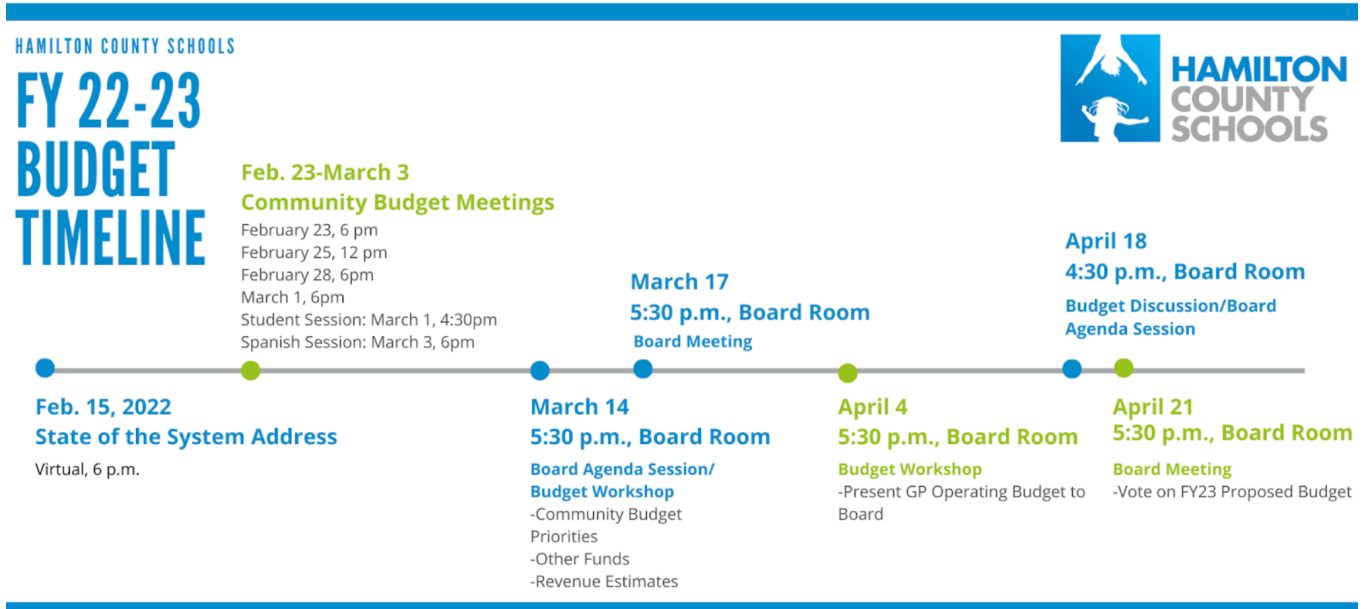 HAMILTON COUNTY SCHOOLS
FY 22-23
BUDGET
TIMELINE
HAMILTON
COUNTY
SCHOOLS
Feb. 23-March 3
Community Budget Meetings
February 23, 6 pm
February 25, 12 pm
February 28, 6pm
March 1, 6pm
Student Session: March 1, 4:30pm
Spanish Session: March 3, 6pm
March 17
5:30 p.m., Board Room
Board Meeting
April 18
4:30 p.m., Board Room
Budget Discussion/Board
Agenda Session
Feb. 15, 2022
State of the System Address
Virtual, 6 p.m.
March 14
5:30 p.m., Board Room
Board Agenda Session/
Budget Workshop
-Community Budget
Priorities
-Other Funds
-Revenue Estimates
April 4
5:30 p.m., Board Room
Budget Workshop
-Present GP Operating Budget to
Board
April 21
5:30 p.m., Board Room
Board Meeting
-Vote on FY23 Proposed Budget